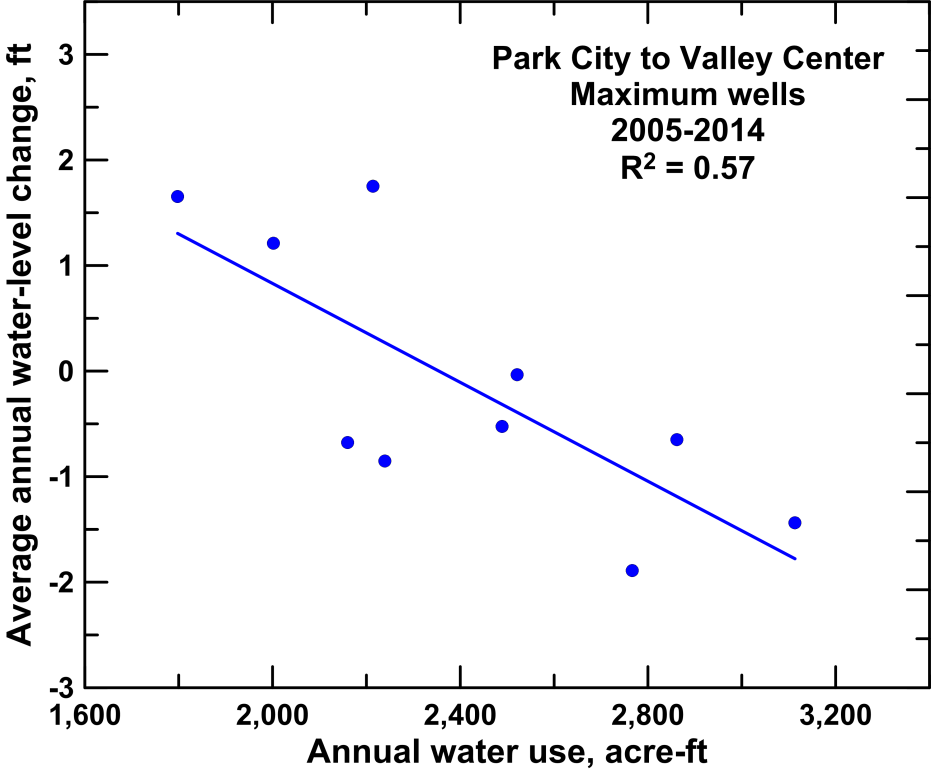 Park City to Valley Center
Maximum wells
2005-2014
R² = 0.57
Average annual water-level change, ft
3
2
1
0
-1
-2
-3
1,600 2,000 2,400 2,800 3,200
Annual water use, acre-ft